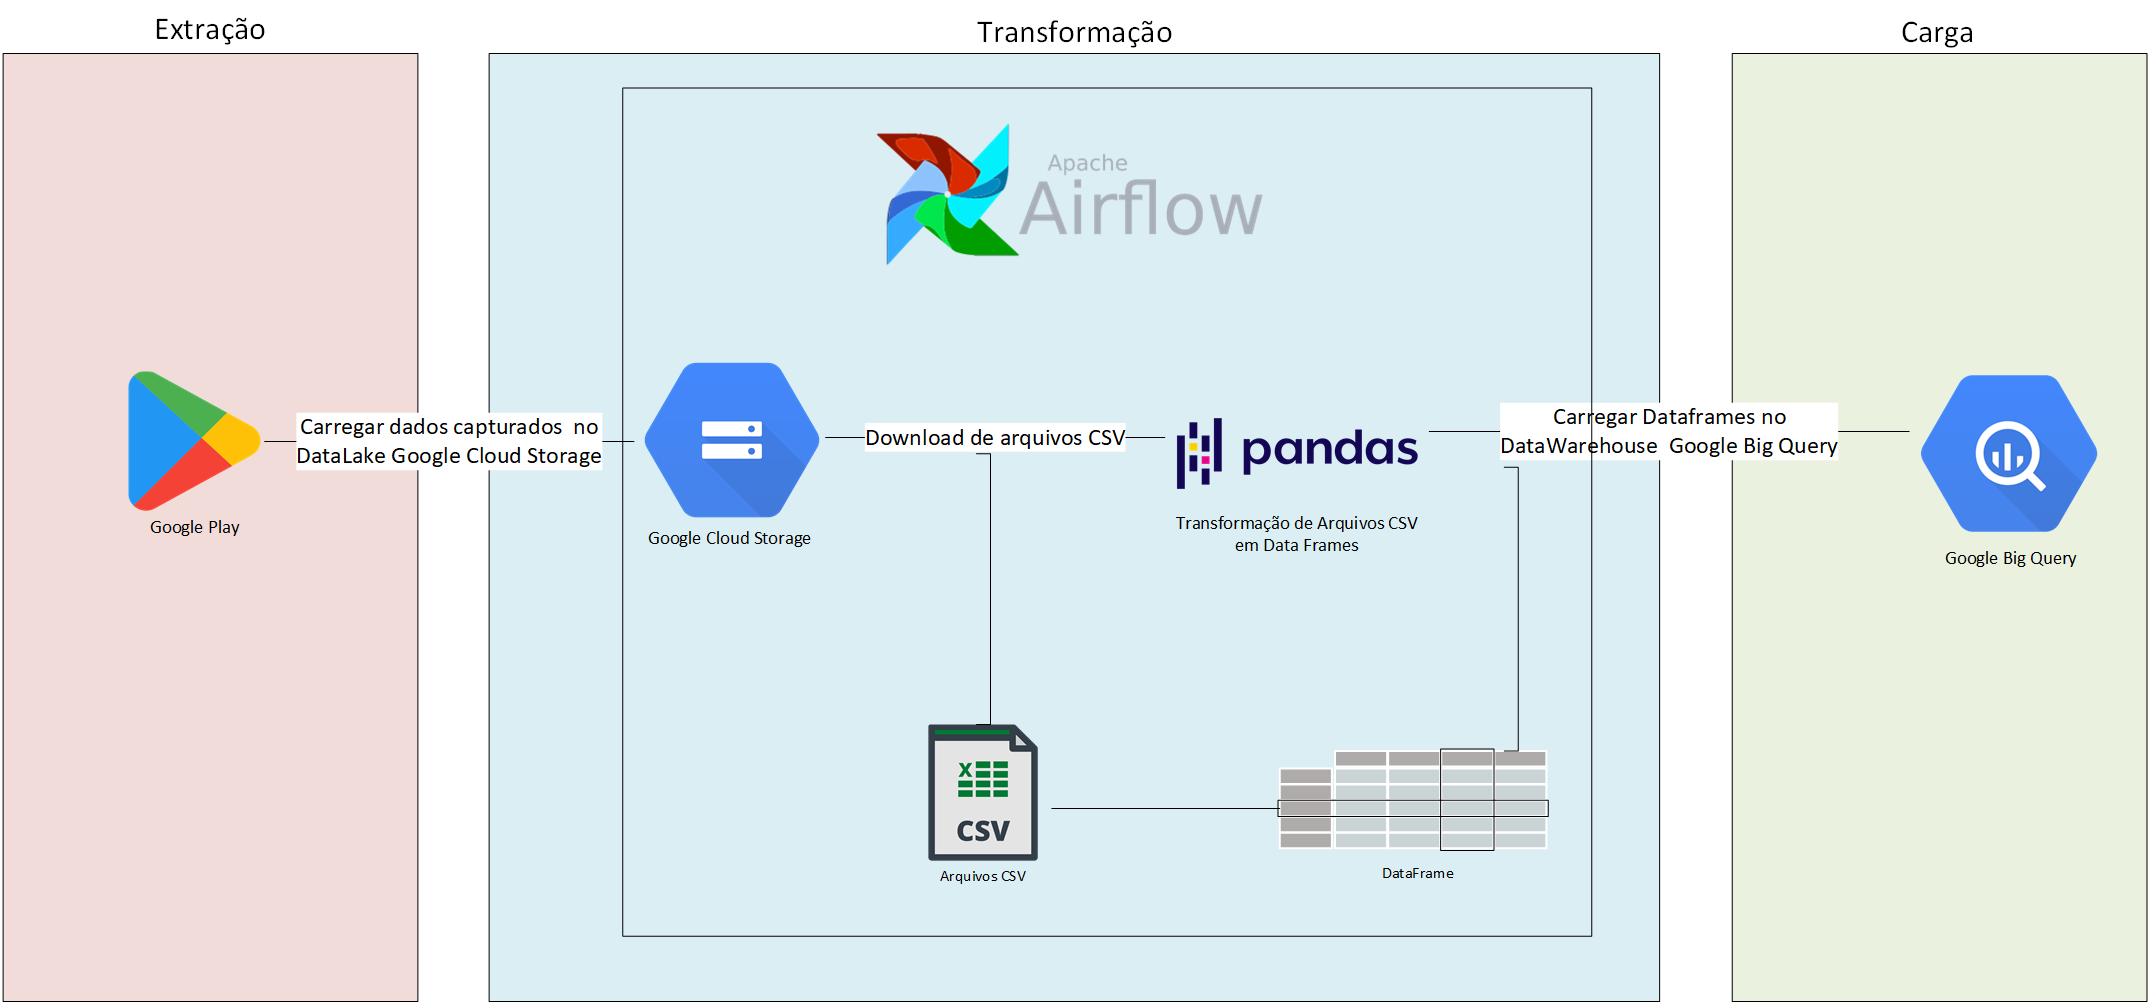 Extração
Transformação
Carga
Apache
Airflow
Carregar dados capturados  no
DataLake Google Cloud Storage
Google Play
Google Cloud Storage
Download de arquivos CSV
pandas
Transformação de Arquivos CSV
em Data Frames
Carregar Dataframes no
DataWarehouse  Google Big Query
Google Big Query
X
CSV
Arquivos CSV
DataFrame